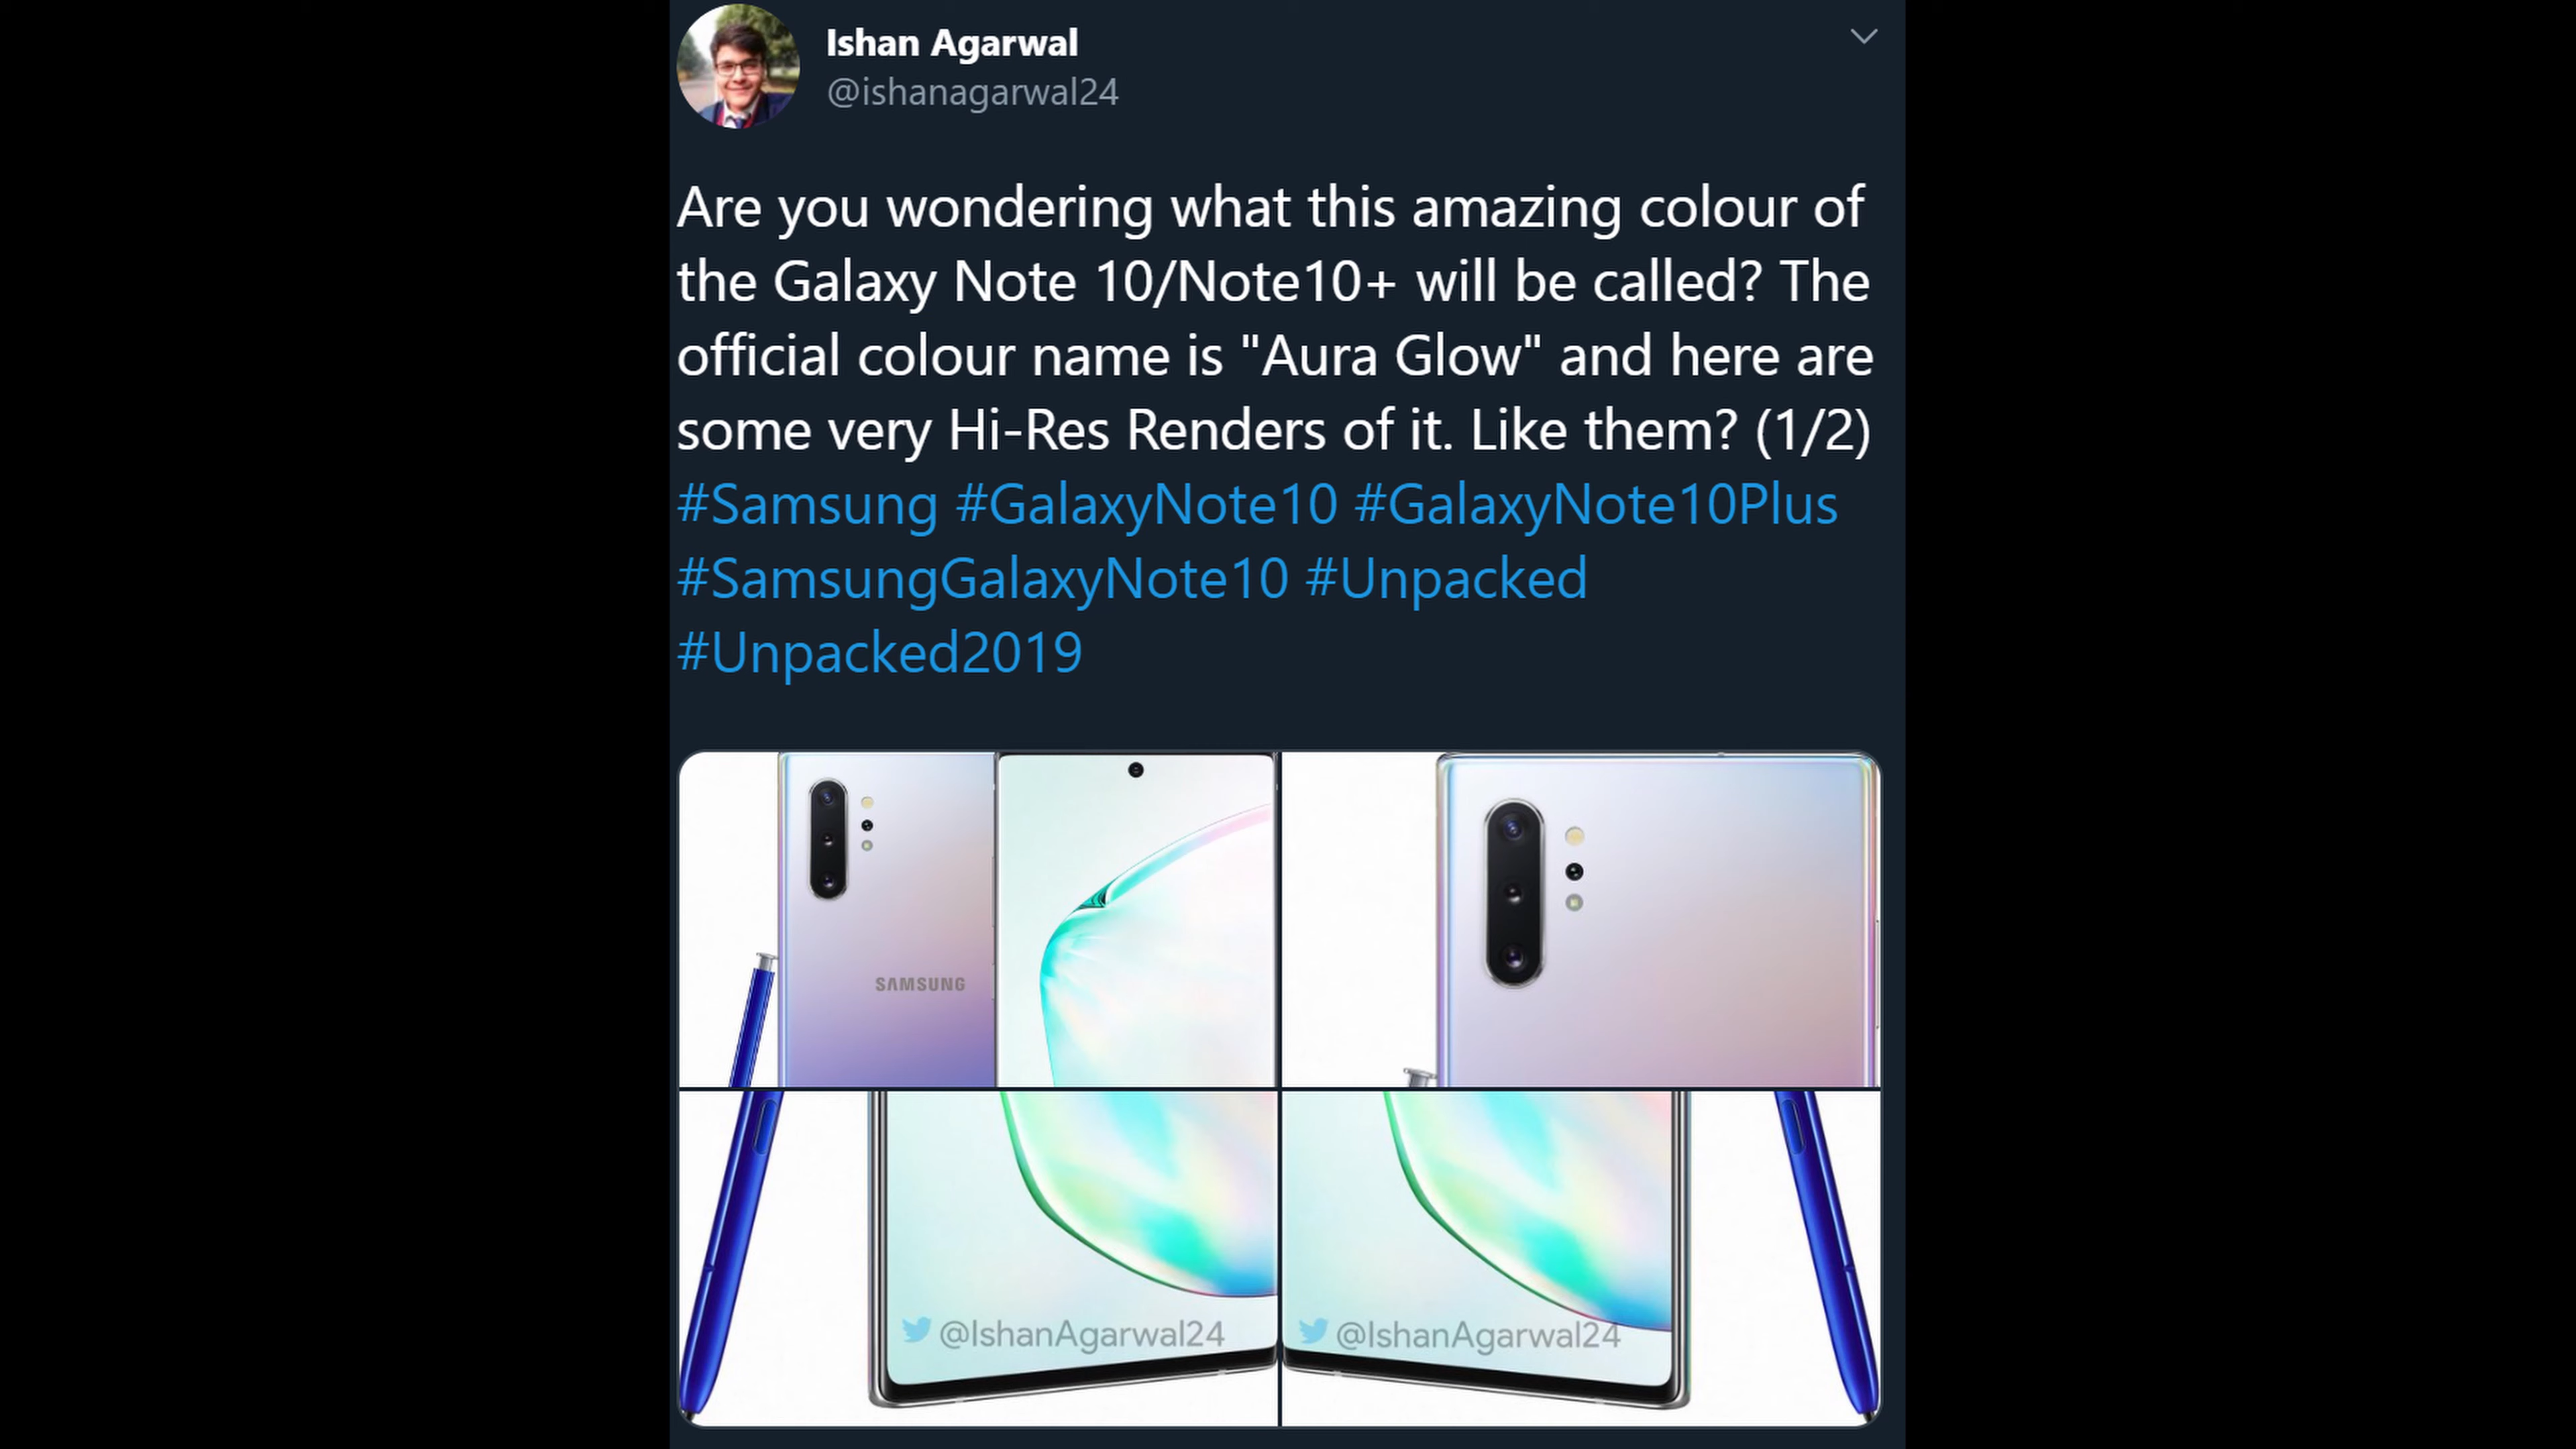 Ishan Agarwal
@ishanagarwal24
Are you wondering what this amazing colour of
the Galaxy Note 10/Note10+ will be called? The
official colour name is "Aura Glow" and here are
some very Hi-Res Renders of it. Like them? (1/2)
#Samsung #GalaxyNote10 #GalaxyNote10Plus
#SamsungGalaxyNote10 #Unpacked
#Unpacked2019
SAMSUNG
@IshanAgarwal24
@IshanAgarwal24